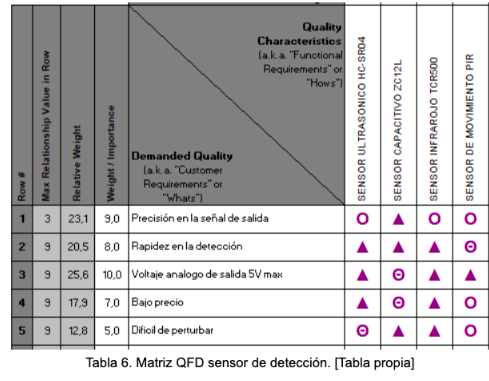 Quality
Characteristics
(a.k.a. "Functional
Requirements" or
"Hows")
Demanded Quality
(a.k.a. "Customer
Requirements" or
"Whats")
Row #
Max Relationship Value in Row
Relative Weight
Weight / Importance
SENSOR ULTRASONICO HC-SR04
SENSOR CAPACITIVO ZC12L
SENSOR INFRAROJO TCR500
SENSOR DE MOVIMIENTO PIR
1 3 23,1 9,0 Precisión en la señal de salida Ο ▲ Ο Ο
2 9 20,5 8,0 Rapidez en la detección ▲ ▲ ▲ Θ
3 9 25,6 10,0 Voltaje analogo de salida 5V max ▲ Θ ▲ ▲
4 9 17,9 7,0 Bajo precio ▲ Θ ▲ Ο
5 9 12,8 5,0 Dificil de perturbar Θ ▲ ▲ Ο
Tabla 6. Matriz QFD sensor de detección. [Tabla propia]